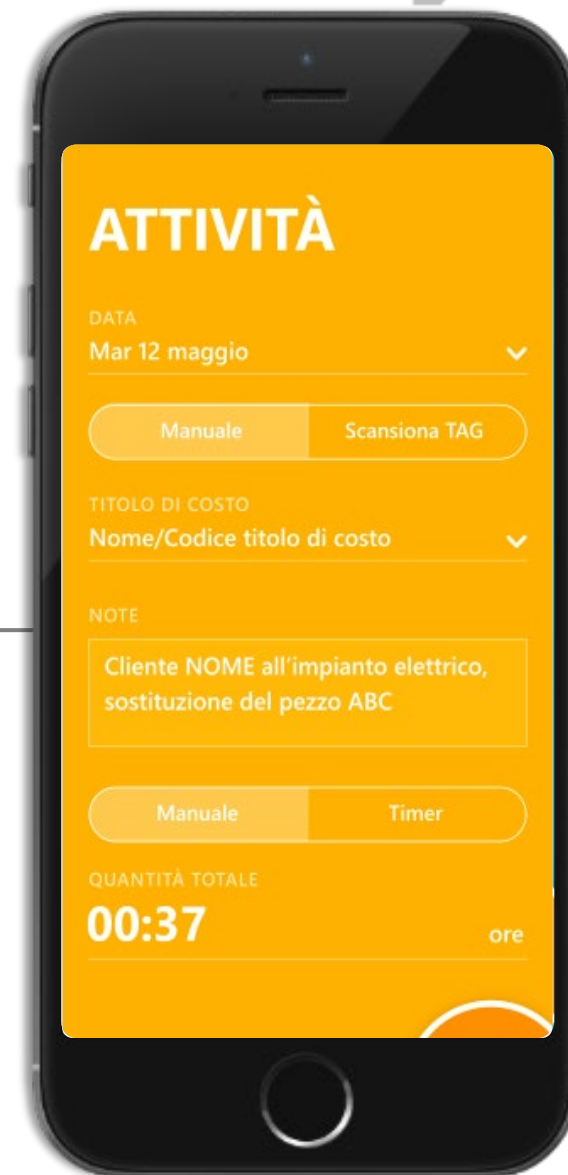 ATTIVITÀ
DATA
Mar 12 maggio
Manuale Scansiona TAG
TITOLO DI COSTO
Nome/Codice titolo di costo
NOTE
Cliente NOME all'impianto elettrico,
sostituzione del pezzo ABC
Manuale Timer
QUANTITÀ TOTALE
00:37 ore